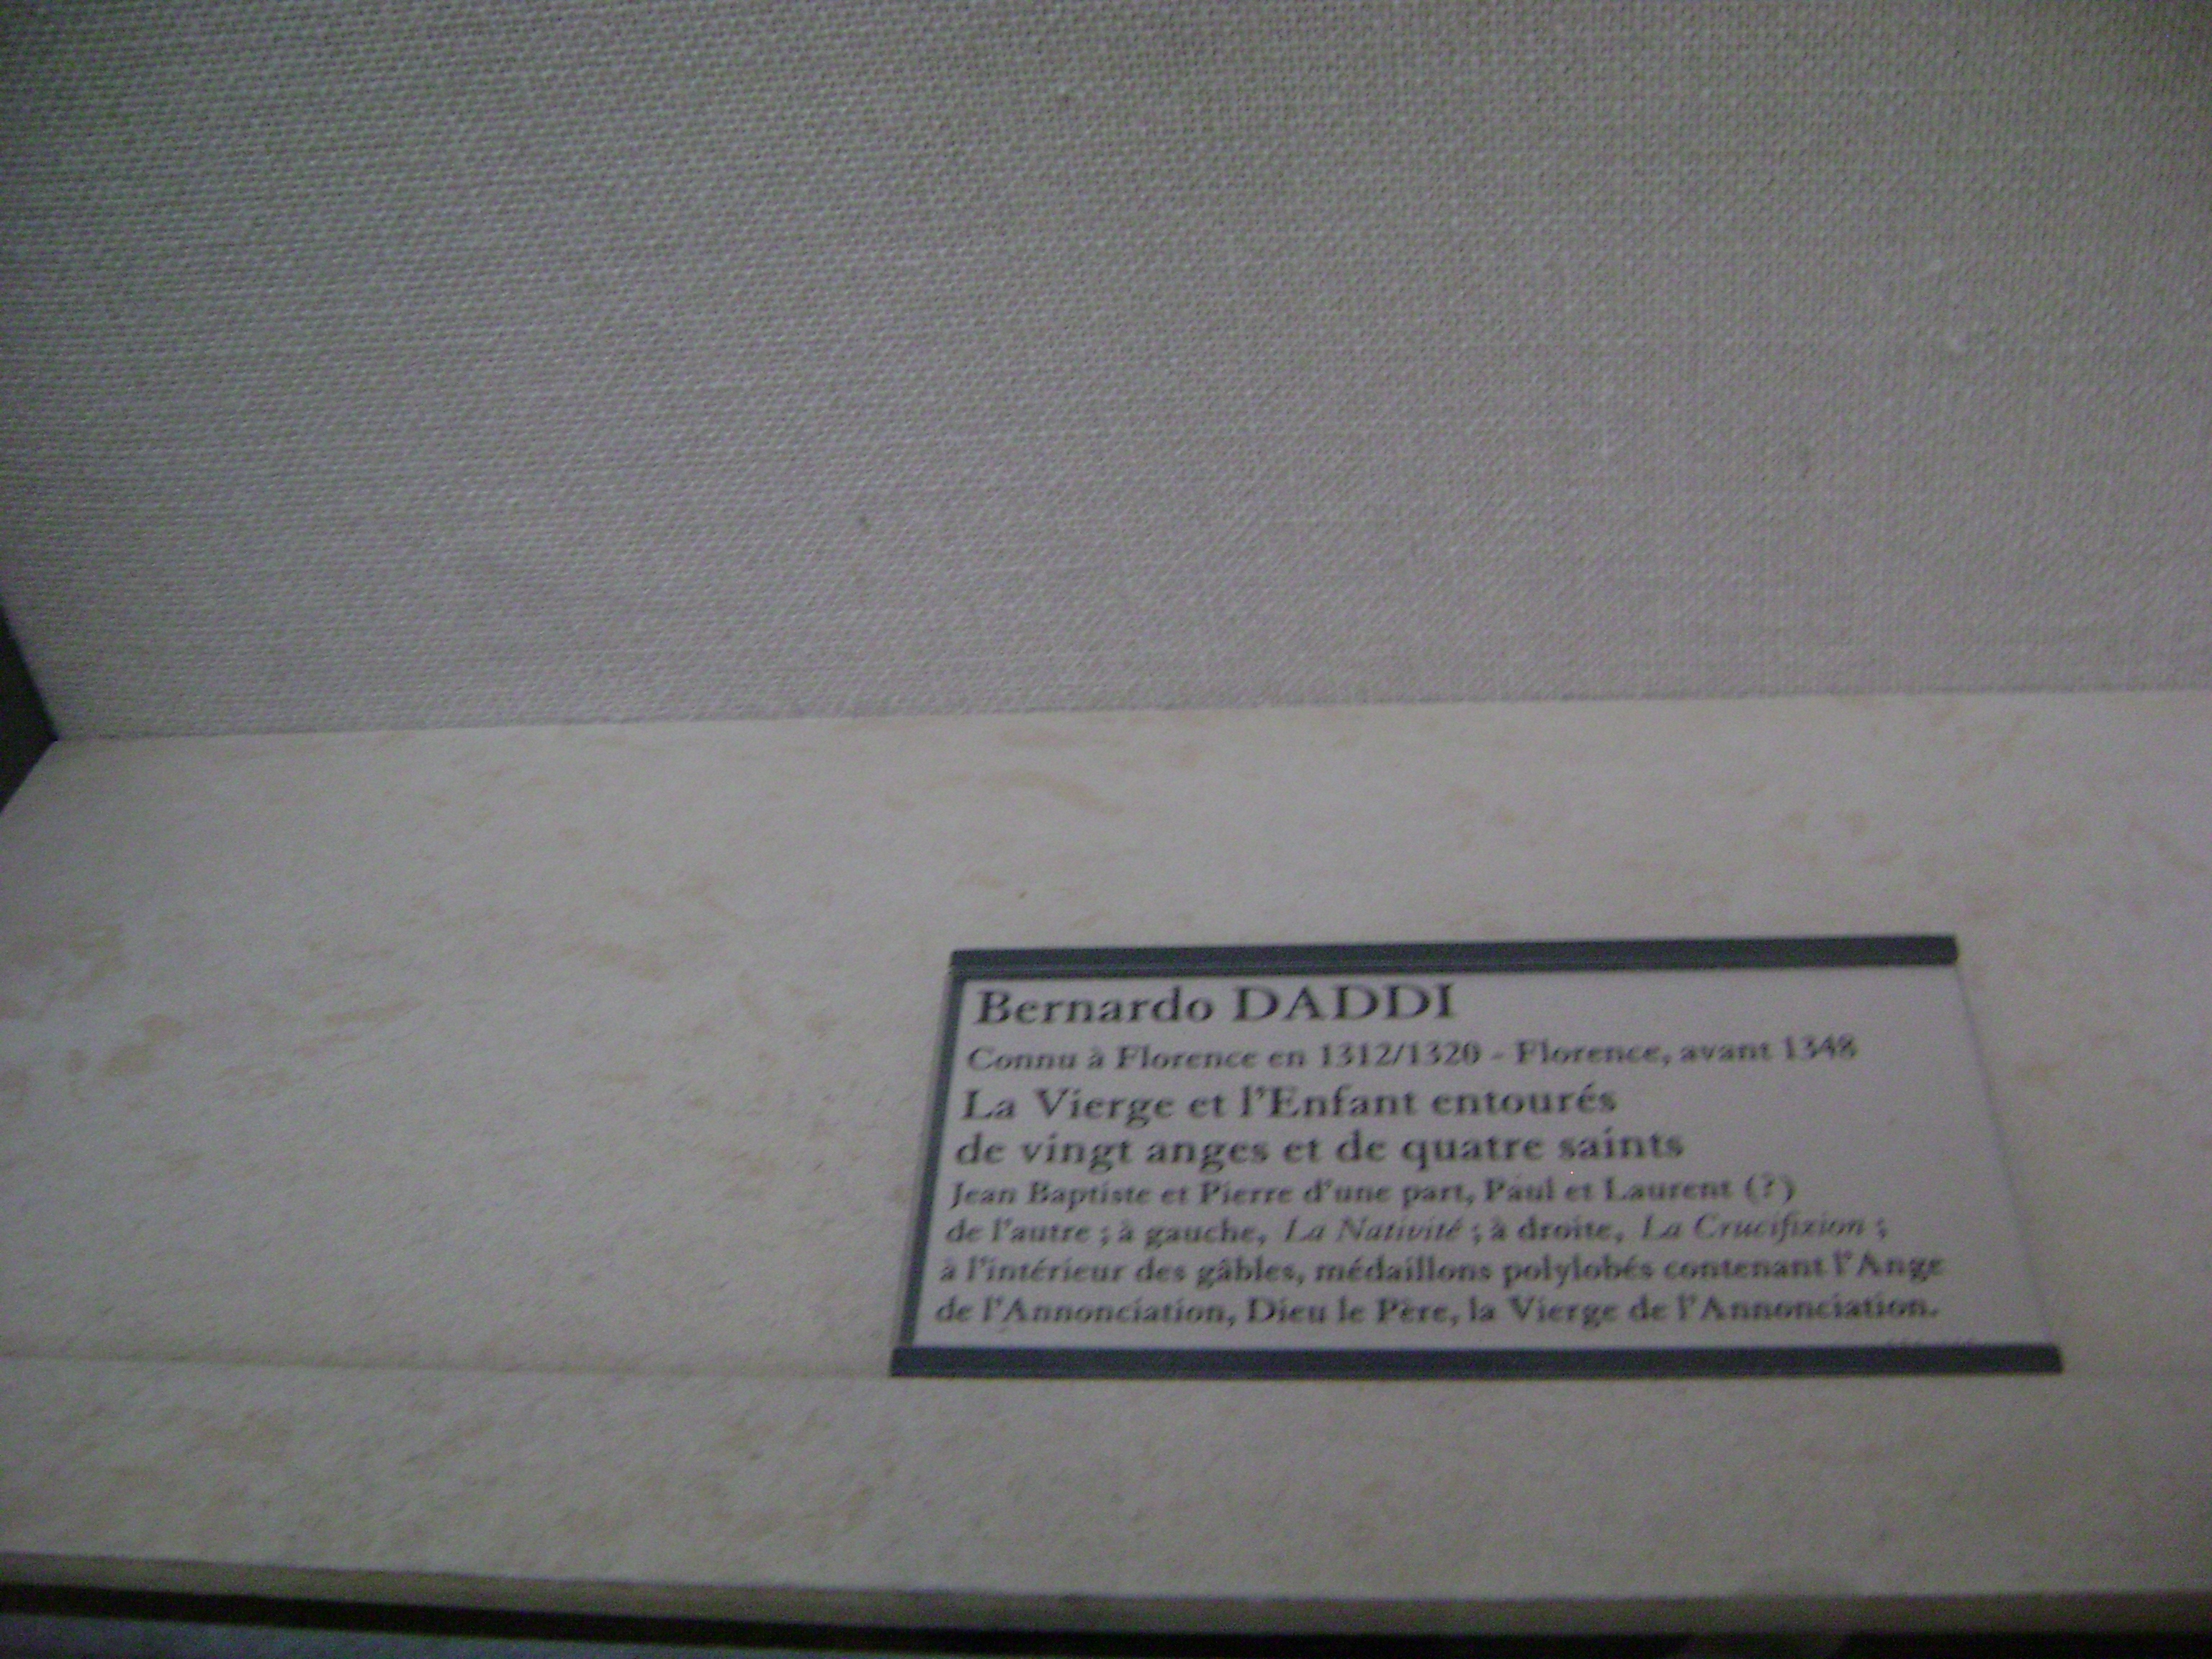 Bernardo DADDI
Connu à Florence en 1312/1320 - Florence, avant 1348
La Vierge et l'Enfant entourés
de vingt anges et de quatre saints
Jean Baptiste et Pierre d'une part, Paul et Laurent (?)
de l'autre ; à gauche, La Nativité ; à droite, La Crucifixion ;
à l'intérieur des gâbles, médaillons polylobés contenant l'Ange
de l'Annonciation, Dieu le Père, la Vierge de l'Annonciation.